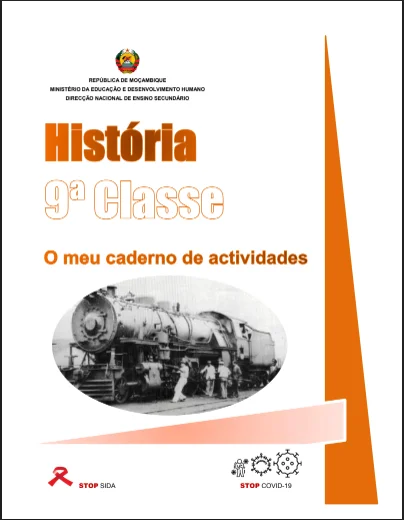 REPÚBLICA DE MOÇAMBIQUE
MINISTÉRIO DA EDUCAÇÃO E DESENVOLVIMENTO HUMANO
DIRECÇÃO NACIONAL DE ENSINO SECUNDÁRIO
História
9ª Classe
O meu caderno de actividades
STOP SIDA
STOP COVID-19